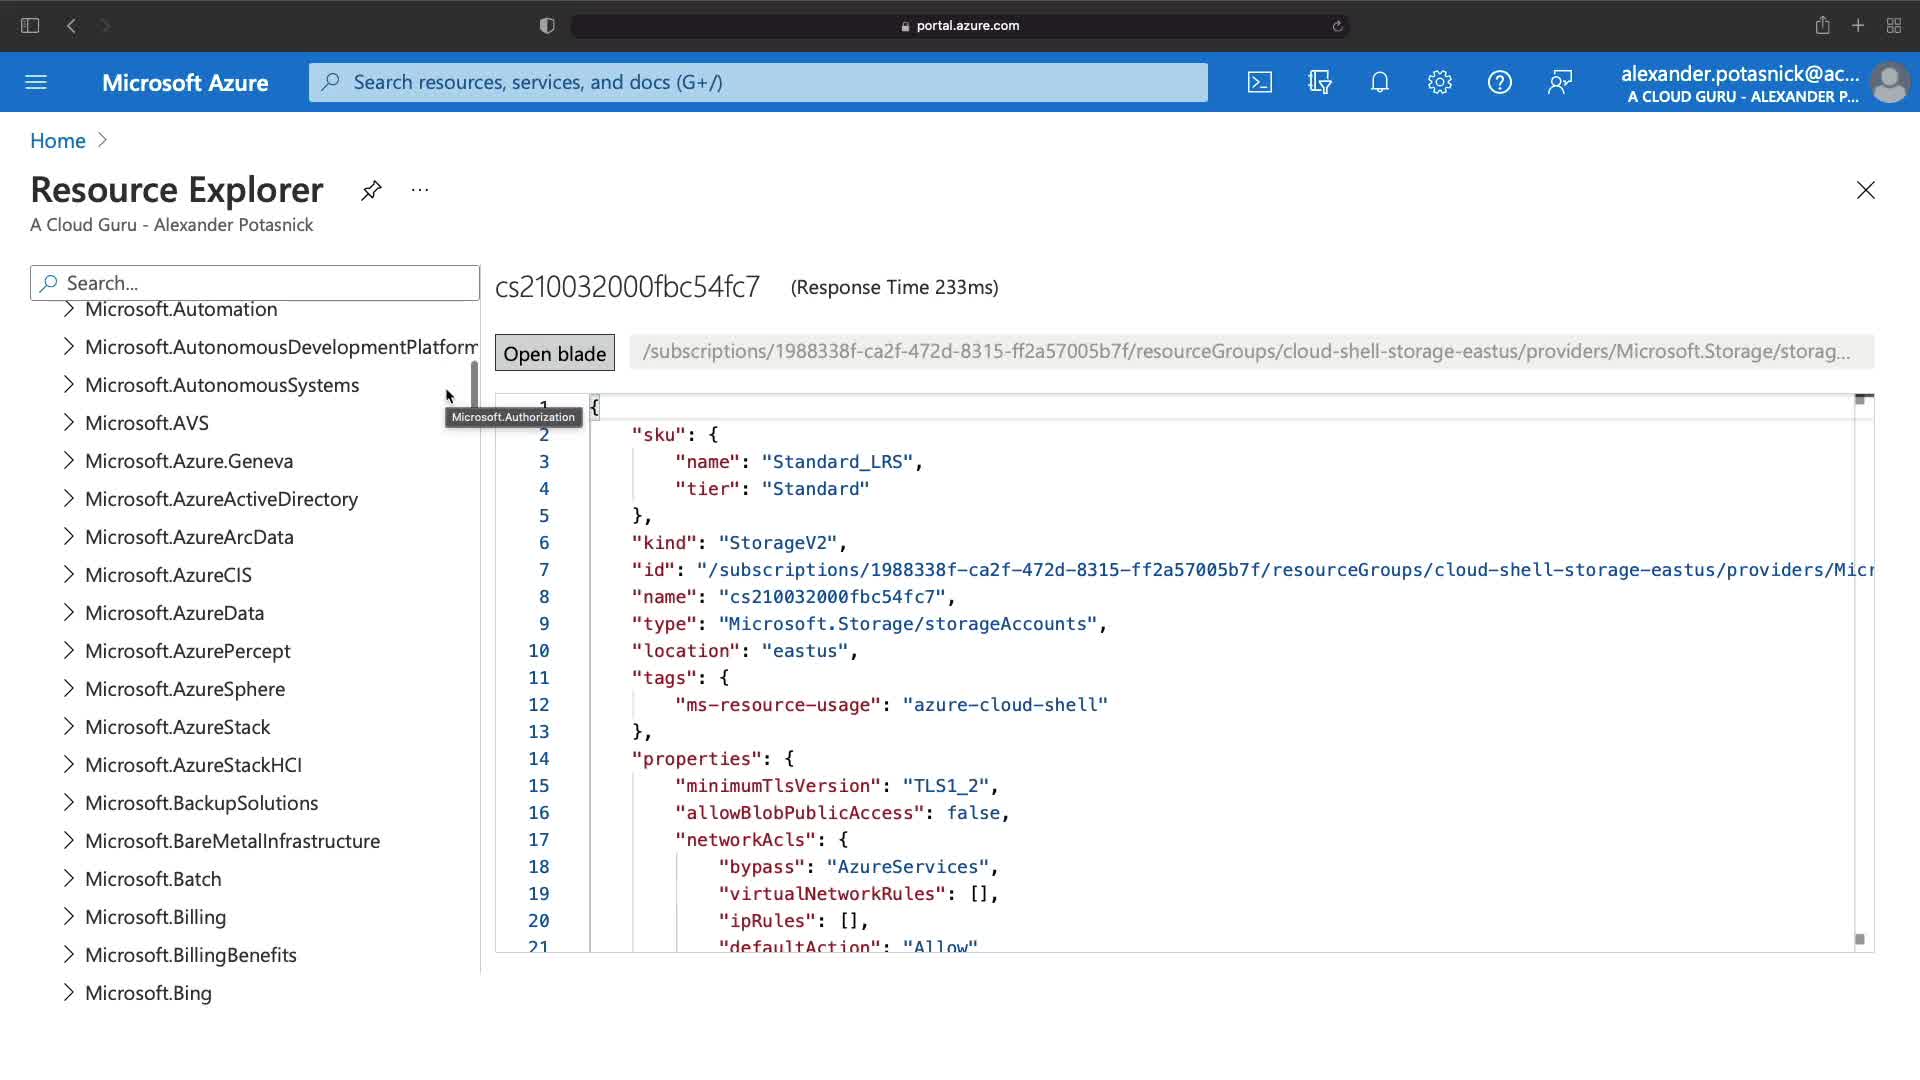 portal.azure.com
Microsoft Azure
Search resources, services, and docs (G+/)
alexander.potasnick@ac...
A CLOUD GURU - ALEXANDER P...
Home
Resource Explorer
...
A Cloud Guru - Alexander Potasnick
Search...
Microsoft.Automation
Microsoft.AutonomousDevelopmentPlatform
Microsoft.AutonomousSystems
Microsoft.AVS
Microsoft.Azure.Geneva
Microsoft.AzureActiveDirectory
Microsoft.AzureArcData
Microsoft.AzureCIS
Microsoft.AzureData
Microsoft.AzurePercept
Microsoft.AzureSphere
Microsoft.AzureStack
Microsoft.AzureStackHCI
Microsoft.BackupSolutions
Microsoft.BareMetalInfrastructure
Microsoft.Batch
Microsoft.Billing
Microsoft.BillingBenefits
Microsoft.Bing
Microsoft.Authorization
cs210032000fbc54fc7 (Response Time 233ms)
Open blade
/subscriptions/1988338f-ca2f-472d-8315-ff2a57005b7f/resourceGroups/cloud-shell-storage-eastus/providers/Microsoft.Storage/storag...
1 {
2 "sku": {
3 "name": "Standard_LRS",
4 "tier": "Standard"
5 },
6 "kind": "StorageV2",
7 "id": "/subscriptions/1988338f-ca2f-472d-8315-ff2a57005b7f/resourceGroups/cloud-shell-storage-eastus/providers/Micr
8 "name": "cs210032000fbc54fc7",
9 "type": "Microsoft.Storage/storageAccounts",
10 "location": "eastus",
11 "tags": {
12 "ms-resource-usage": "azure-cloud-shell"
13 },
14 "properties": {
15 "minimumTlsVersion": "TLS1_2",
16 "allowBlobPublicAccess": false,
17 "networkAcls": {
18 "bypass": "AzureServices",
19 "virtualNetworkRules": [],
20 "ipRules": [],
21 "defaultAction": "Allow"